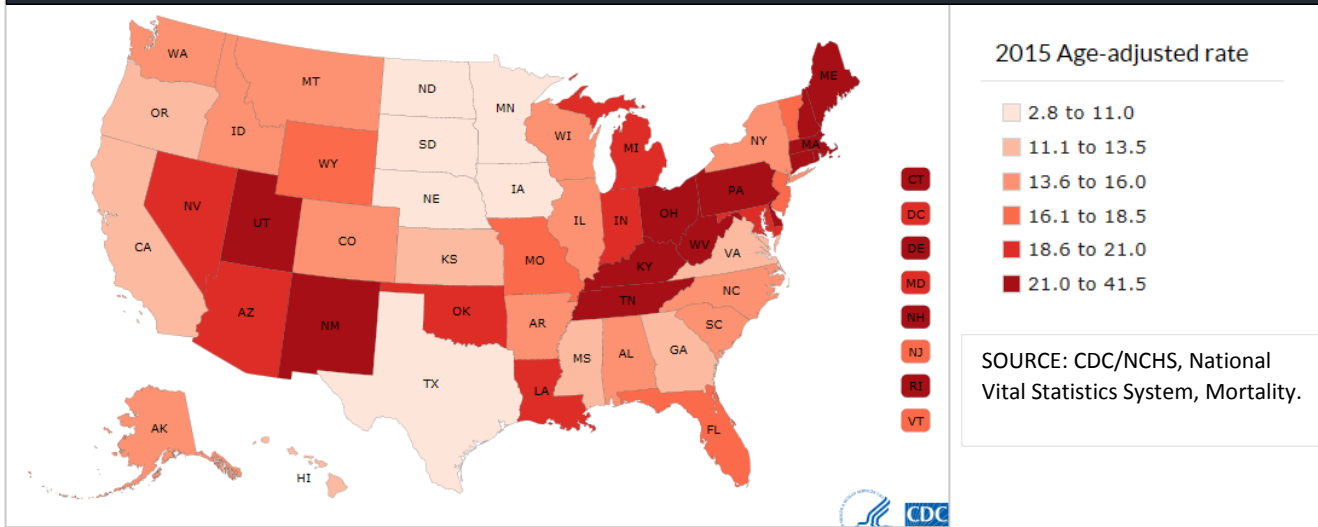 WA
MT
ND
MN
ME
OR
ID
WY
SD
WI
MI
NY
MA
NV
UT
CO
NE
IA
IL
IN
OH
PA
CA
KS
MO
KY
WV
VA
AZ
NM
OK
AR
TN
NC
SC
TX
LA
MS
AL
GA
FL
AK
HI
CT
DC
DE
MD
NH
NJ
RI
VT
CDC
2015 Age-adjusted rate
2.8 to 11.0
11.1 to 13.5
13.6 to 16.0
16.1 to 18.5
18.6 to 21.0
21.0 to 41.5
SOURCE: CDC/NCHS, National
Vital Statistics System, Mortality.